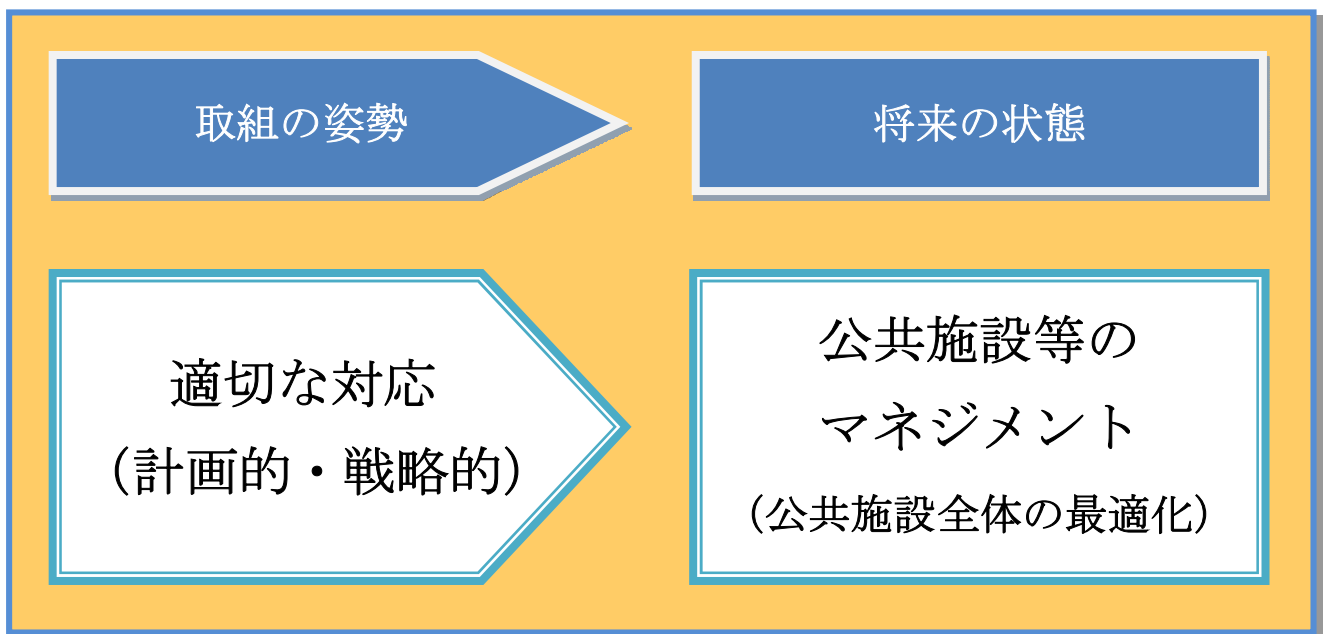 取組の姿勢
将来の状態
適切な対応
（計画的・戦略的）
公共施設等の
マネジメント
（公共施設全体の最適化）